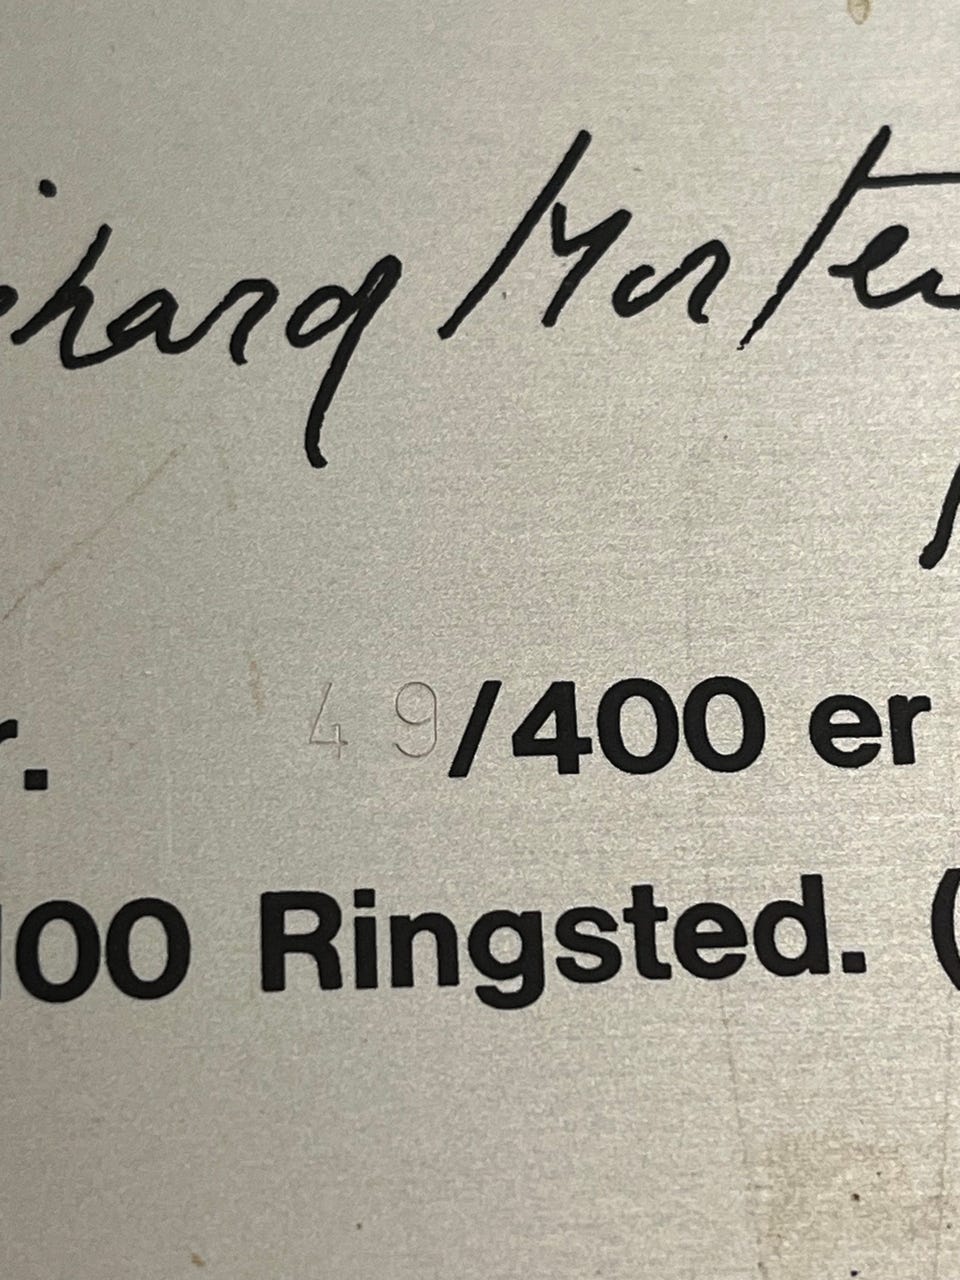 ichard Morten
r. 49/400 er
100 Ringsted. (